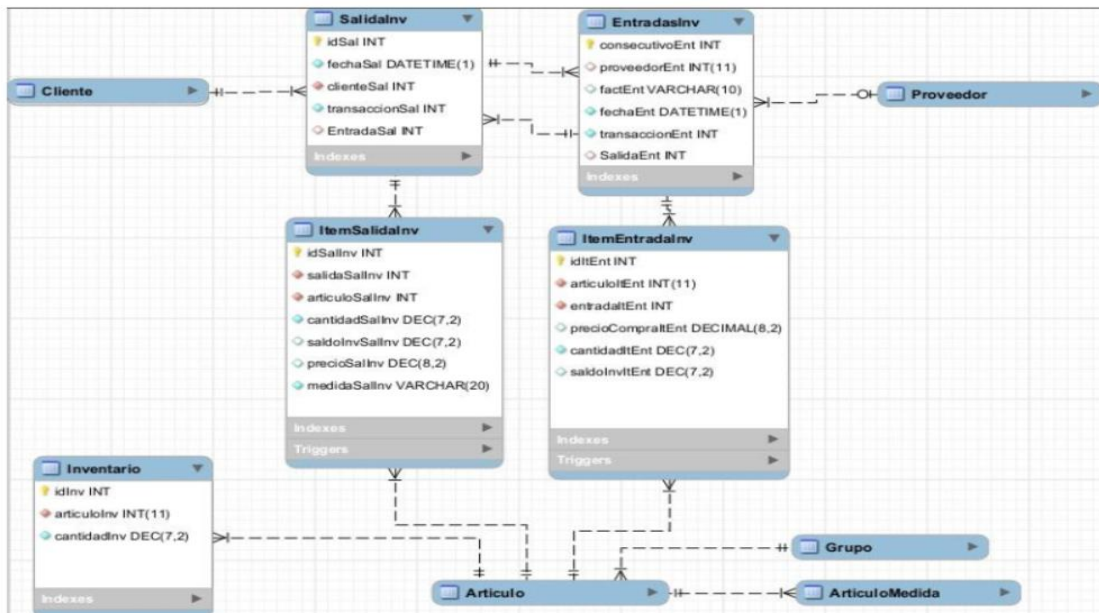 SalidaInv
idSal INT
fechaSal DATETIME(1)
clienteSal INT
transaccionSal INT
EntradaSal INT
Indexes
EntradasInv
consecutivoEnt INT
proveedorEnt INT(11)
factEnt VARCHAR(10)
fechaEnt DATETIME(1)
transaccionEnt INT
SalidaEnt INT
Indexes
Cliente
Proveedor
ItemSalidaInv
idSalInv INT
salidaSalInv INT
articuloSalInv INT
cantidadSalInv DEC(7,2)
saldoInvSalInv DEC(7,2)
precioSalInv DEC(8,2)
medidaSalInv VARCHAR(20)
Indexes
Triggers
ItemEntradaInv
idItEnt INT
articuloItEnt INT(11)
entradaItEnt INT
precioCompraItEnt DECIMAL(8,2)
cantidadItEnt DEC(7,2)
saldoInvItEnt DEC(7,2)
Indexes
Triggers
Inventario
idInv INT
articuloInv INT(11)
cantidadInv DEC(7,2)
Indexes
Grupo
Articulo
ArticuloMedida